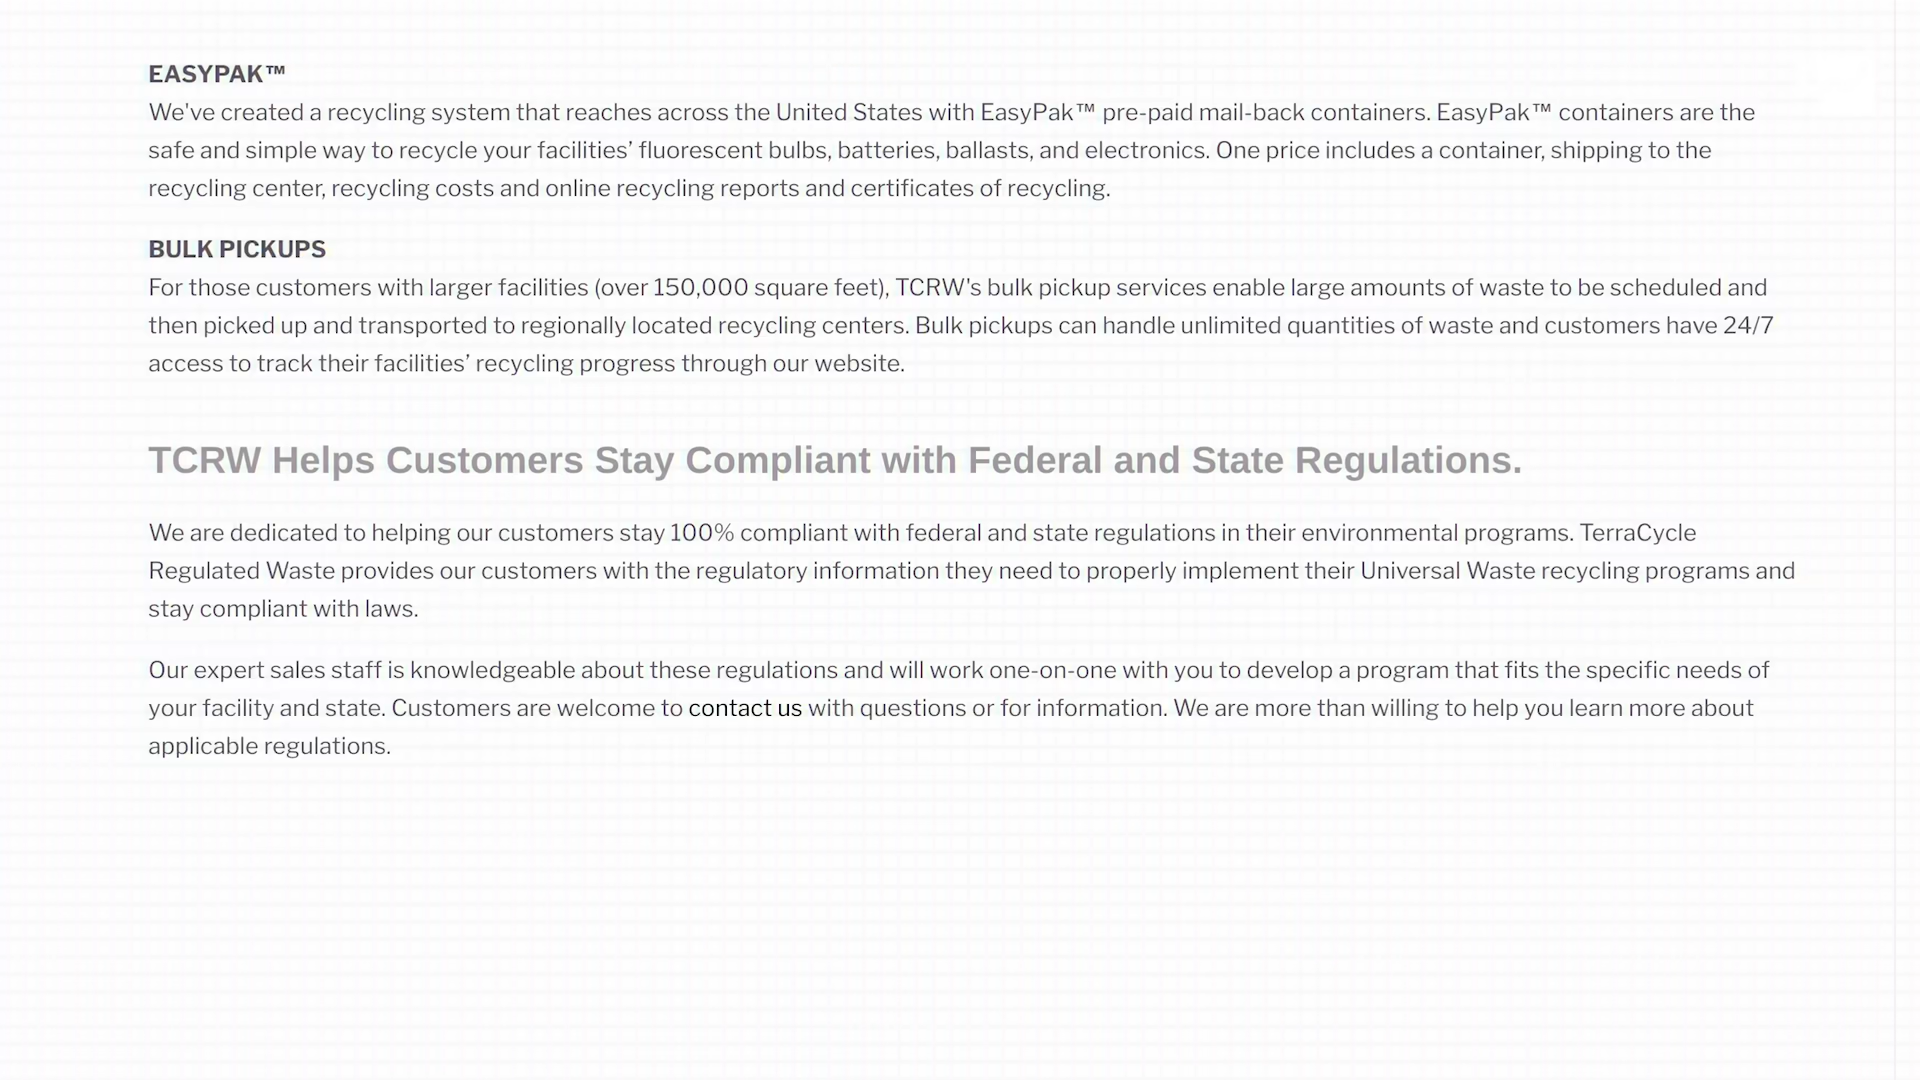 EASYPAK™
We've created a recycling system that reaches across the United States with EasyPak™ pre-paid mail-back containers. EasyPak™ containers are the
safe and simple way to recycle your facilities’ fluorescent bulbs, batteries, ballasts, and electronics. One price includes a container, shipping to the
recycling center, recycling costs and online recycling reports and certificates of recycling.
BULK PICKUPS
For those customers with larger facilities (over 150,000 square feet), TCRW's bulk pickup services enable large amounts of waste to be scheduled and
then picked up and transported to regionally located recycling centers. Bulk pickups can handle unlimited quantities of waste and customers have 24/7
access to track their facilities’ recycling progress through our website.
TCRW Helps Customers Stay Compliant with Federal and State Regulations.
We are dedicated to helping our customers stay 100% compliant with federal and state regulations in their environmental programs. TerraCycle
Regulated Waste provides our customers with the regulatory information they need to properly implement their Universal Waste recycling programs and
stay compliant with laws.
Our expert sales staff is knowledgeable about these regulations and will work one-on-one with you to develop a program that fits the specific needs of
your facility and state. Customers are welcome to contact us with questions or for information. We are more than willing to help you learn more about
applicable regulations.